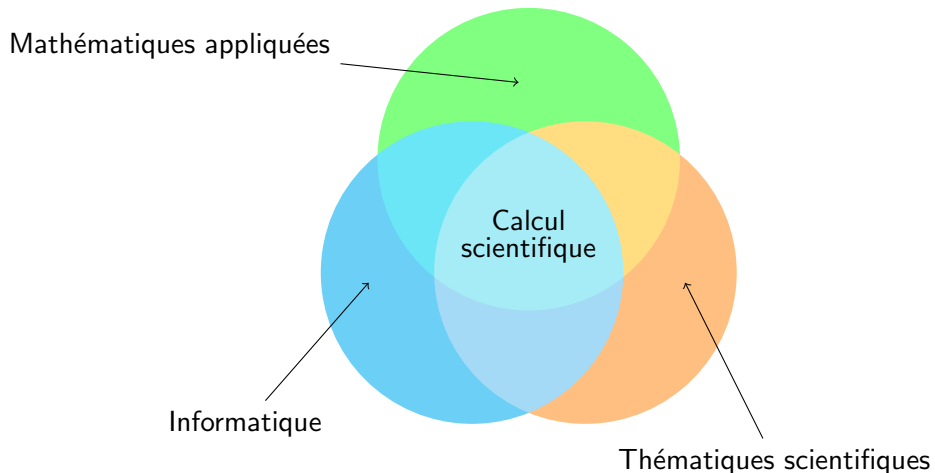 Mathématiques appliquées
Calcul
scientifique
Informatique
Thématiques scientifiques